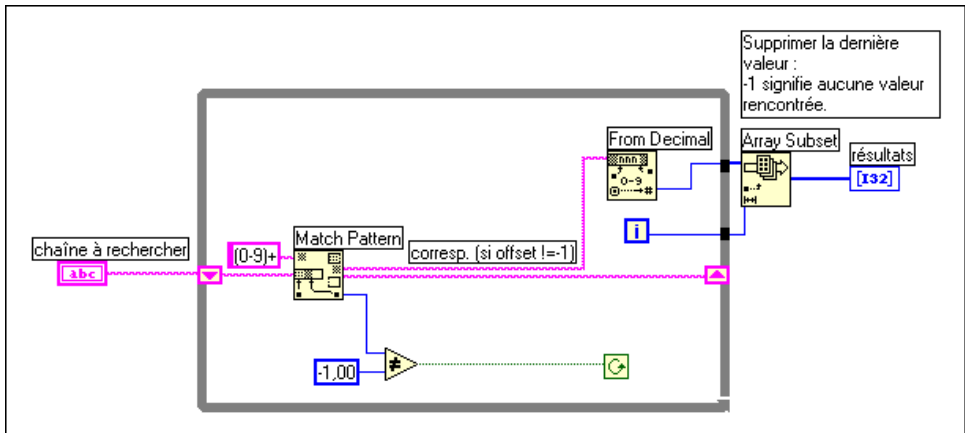 Supprimer la dernière
valeur :
-1 signifie aucune valeur
rencontrée.
From Decimal
Array Subset
résultats
nnn
0-9
#
[I32]
i
chaîne à rechercher
abc
(0-9)+
Match Pattern
corresp. (si offset !=-1)
-1,00
≠